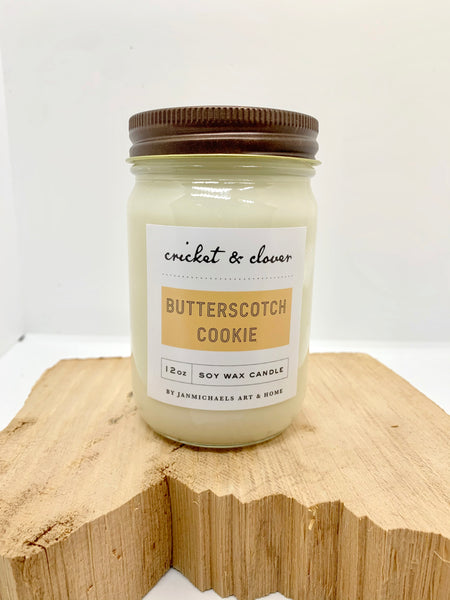 cricket & clover
BUTTERSCOTCH
COOKIE
12oz SOY WAX CANDLE
BY JANMICHAELS ART & HOME